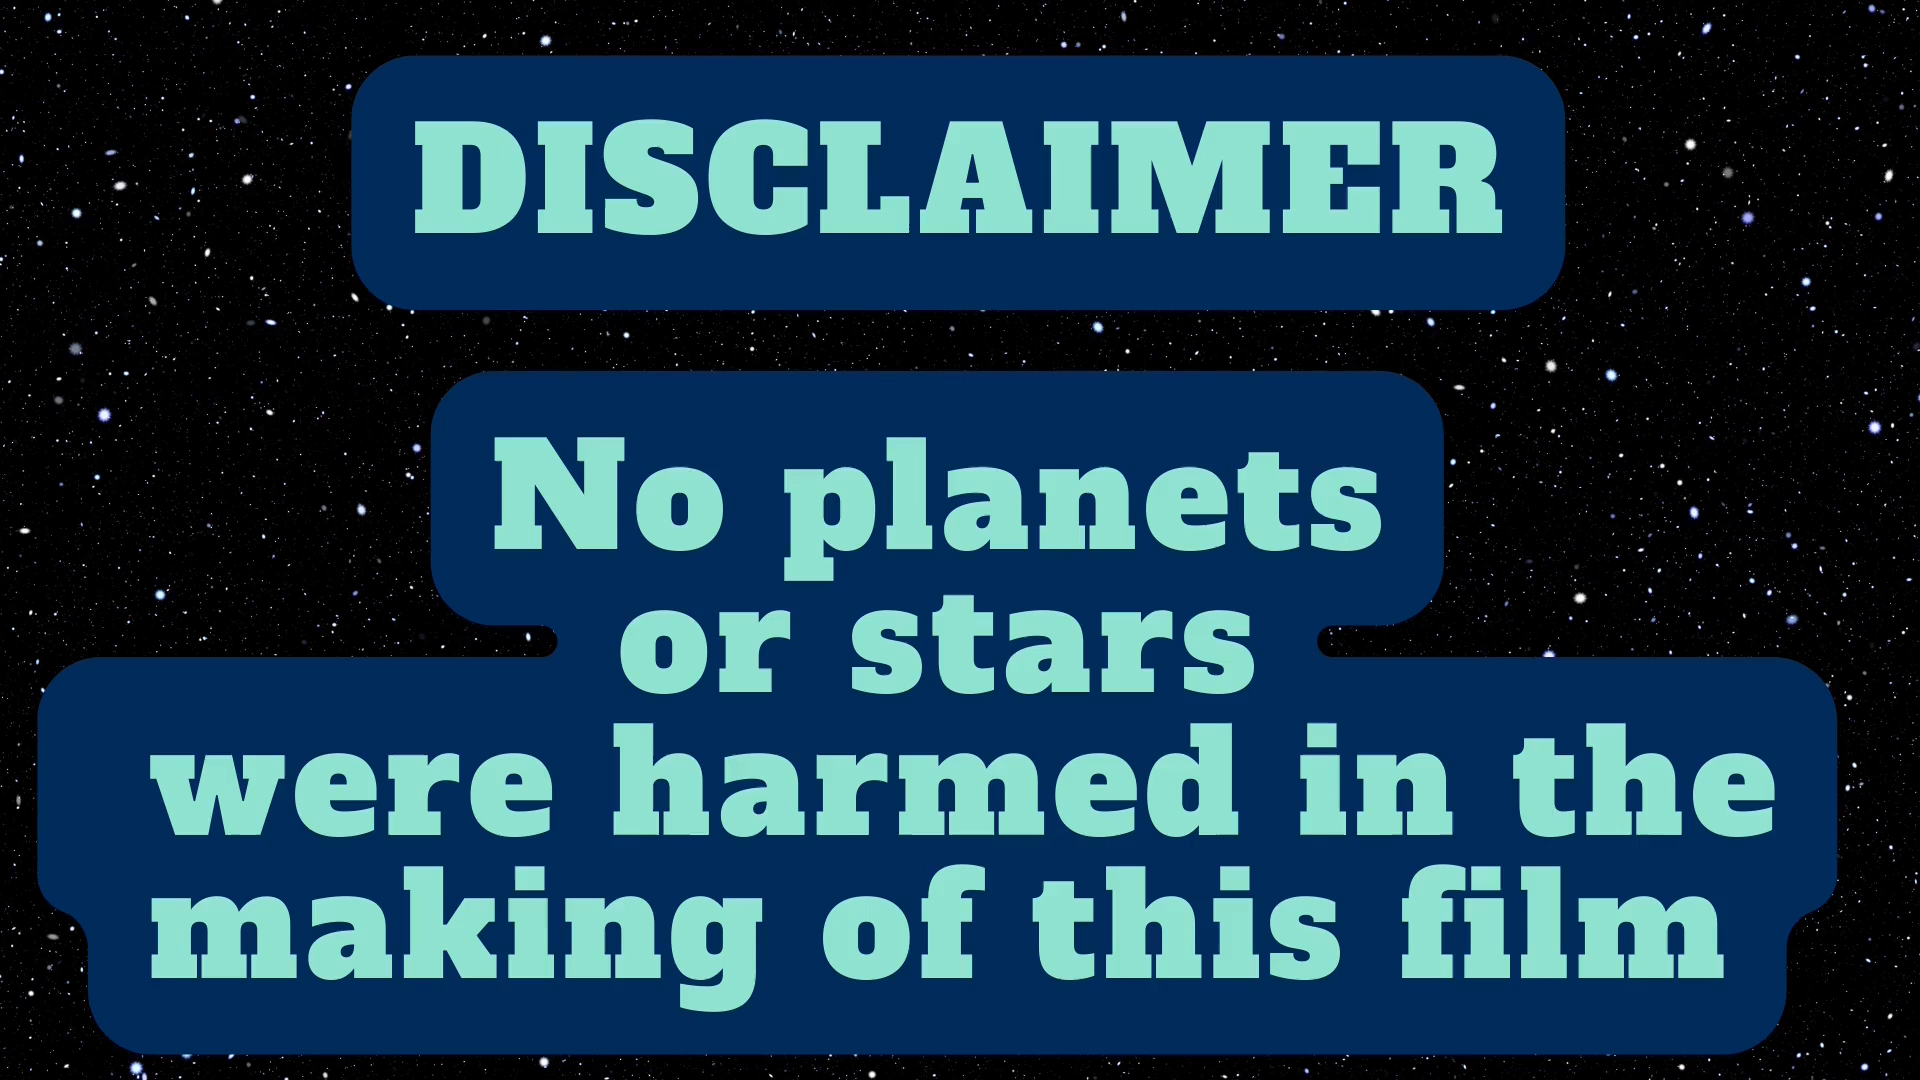 DISCLAIMER
No planets
or stars
were harmed in the
making of this film